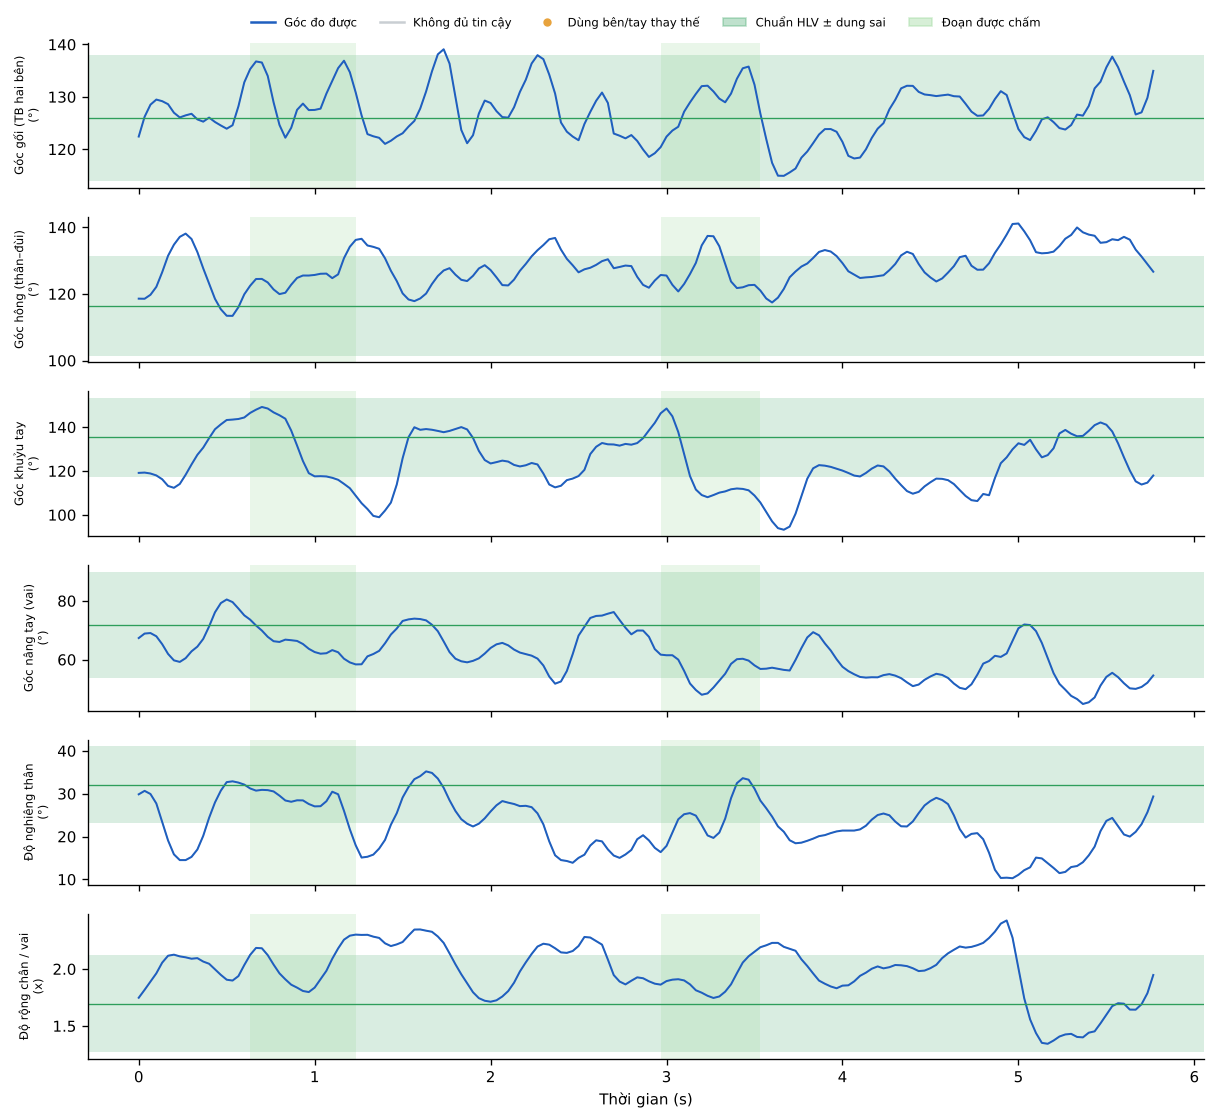 Góc đo được
Không đủ tin cậy
Dùng bên/tay thay thế
Chuẩn HLV ± dung sai
Đoạn được chấm
Góc gối (TB hai bên)
(°)
140
130
120
Góc hông (thân–đùi)
(°)
140
120
100
Góc khuỷu tay
(°)
140
120
100
Góc nâng tay (vai)
(°)
80
60
Độ nghiêng thân
(°)
40
30
20
10
Độ rộng chân / vai
(x)
2.0
1.5
0
1
2
3
4
5
6
Thời gian (s)